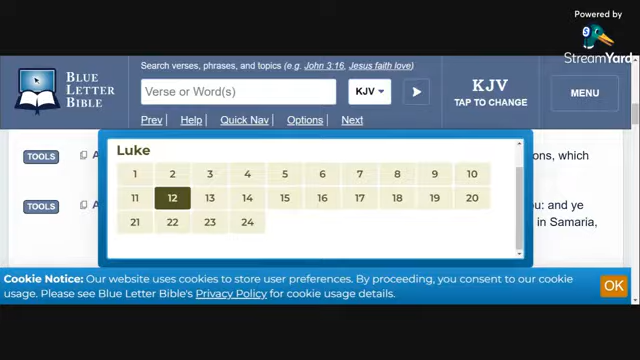 Powered by
StreamYard
BLUE
LETTER
BIBLE
Search verses, phrases, and topics (e.g. John 3:16, Jesus faith love)
Verse or Word(s)
KJV
KJV
TAP TO CHANGE
MENU
Prev | Help | Quick Nav | Options | Next
Luke
1 2 3 4 5 6 7 8 9 10
11 12 13 14 15 16 17 18 19 20
21 22 23 24
TOOLS A ons, which
TOOLS A u: and ye
in Samaria,
Cookie Notice: Our website uses cookies to store user preferences. By proceeding, you consent to our cookie
usage. Please see Blue Letter Bible's Privacy Policy for cookie usage details.
OK